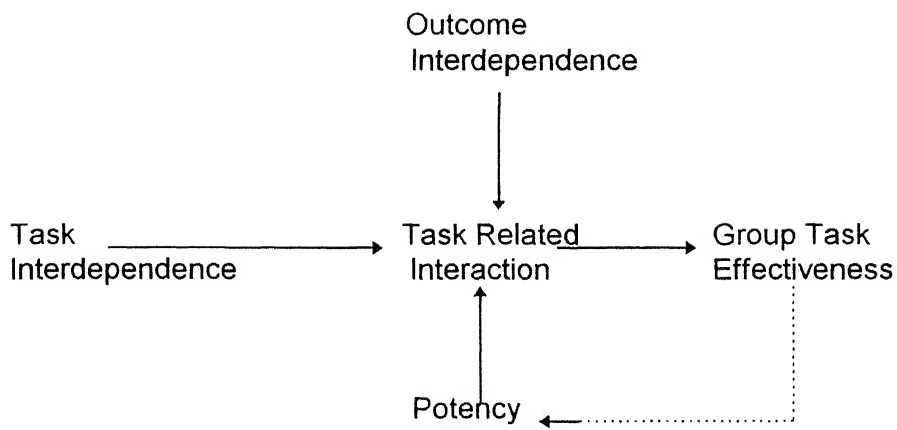 Outcome
Interdependence
Task
Interdependence
Task Related
Interaction
Group Task
Effectiveness
Potency